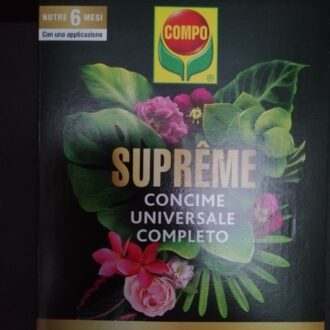 NUTRE 6 MESI
Con una applicazione
COMPO
®
SUPRÊME
CONCIME
UNIVERSALE
COMPLETO